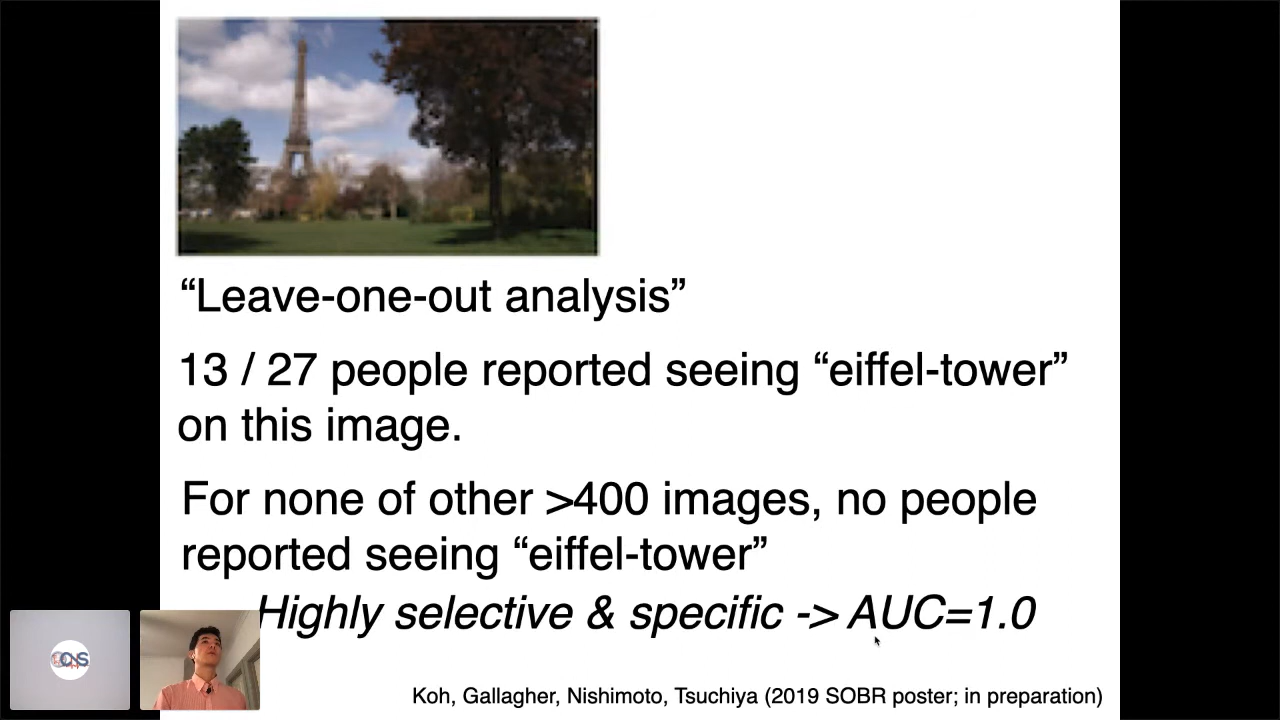 “Leave-one-out analysis”
13 / 27 people reported seeing “eiffel-tower”
on this image.
For none of other >400 images, no people
reported seeing “eiffel-tower”
Highly selective & specific -> AUC=1.0
Koh, Gallagher, Nishimoto, Tsuchiya (2019 SOBR poster; in preparation)